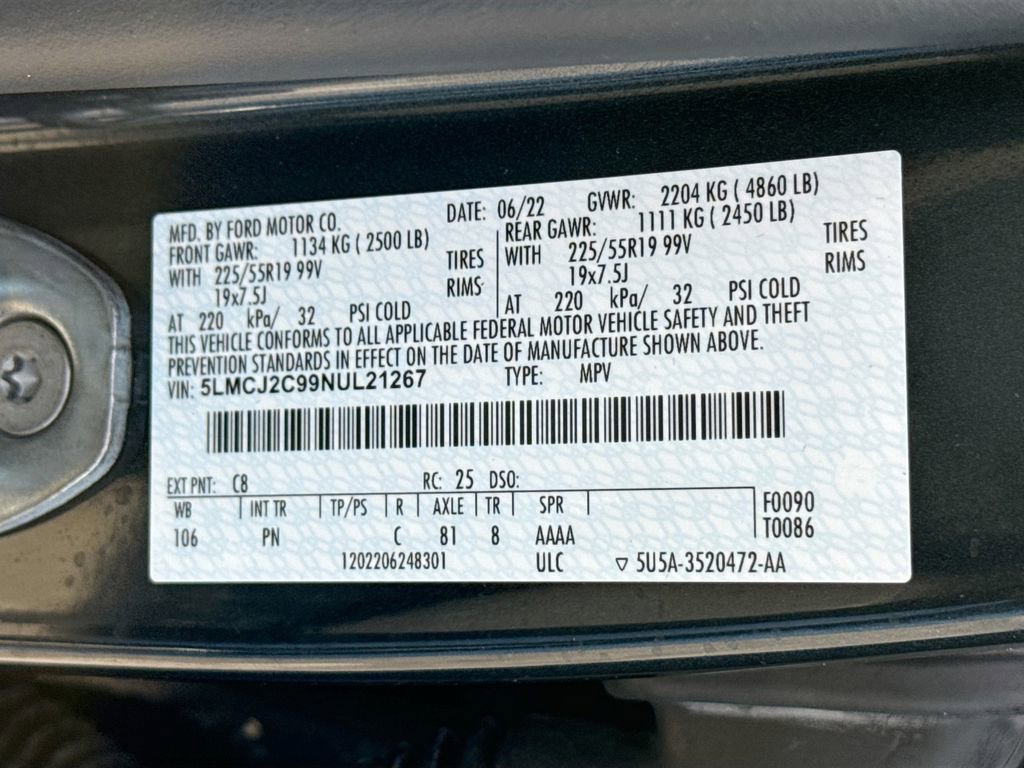 MFD. BY FORD MOTOR CO. DATE: 06/22 GVWR: 2204 KG ( 4860 LB)
FRONT GAWR: 1134 KG ( 2500 LB) REAR GAWR: 1111 KG ( 2450 LB)
WITH 225/55R19 99V TIRES WITH 225/55R19 99V TIRES
19x7.5J RIMS 19x7.5J RIMS
AT 220 kPa/ 32 PSI COLD AT 220 kPa/ 32 PSI COLD
THIS VEHICLE CONFORMS TO ALL APPLICABLE FEDERAL MOTOR VEHICLE SAFETY AND THEFT
PREVENTION STANDARDS IN EFFECT ON THE DATE OF MANUFACTURE SHOWN ABOVE.
VIN: 5LMCJ2C99NUL21267 TYPE: MPV
EXT PNT: C8 RC: 25 DSO:
WB INT TR TP/PS R AXLE TR SPR F0090
106 PN C 81 8 AAAA T0086
1202206248301 ULC ▽ 5U5A-3520472-AA